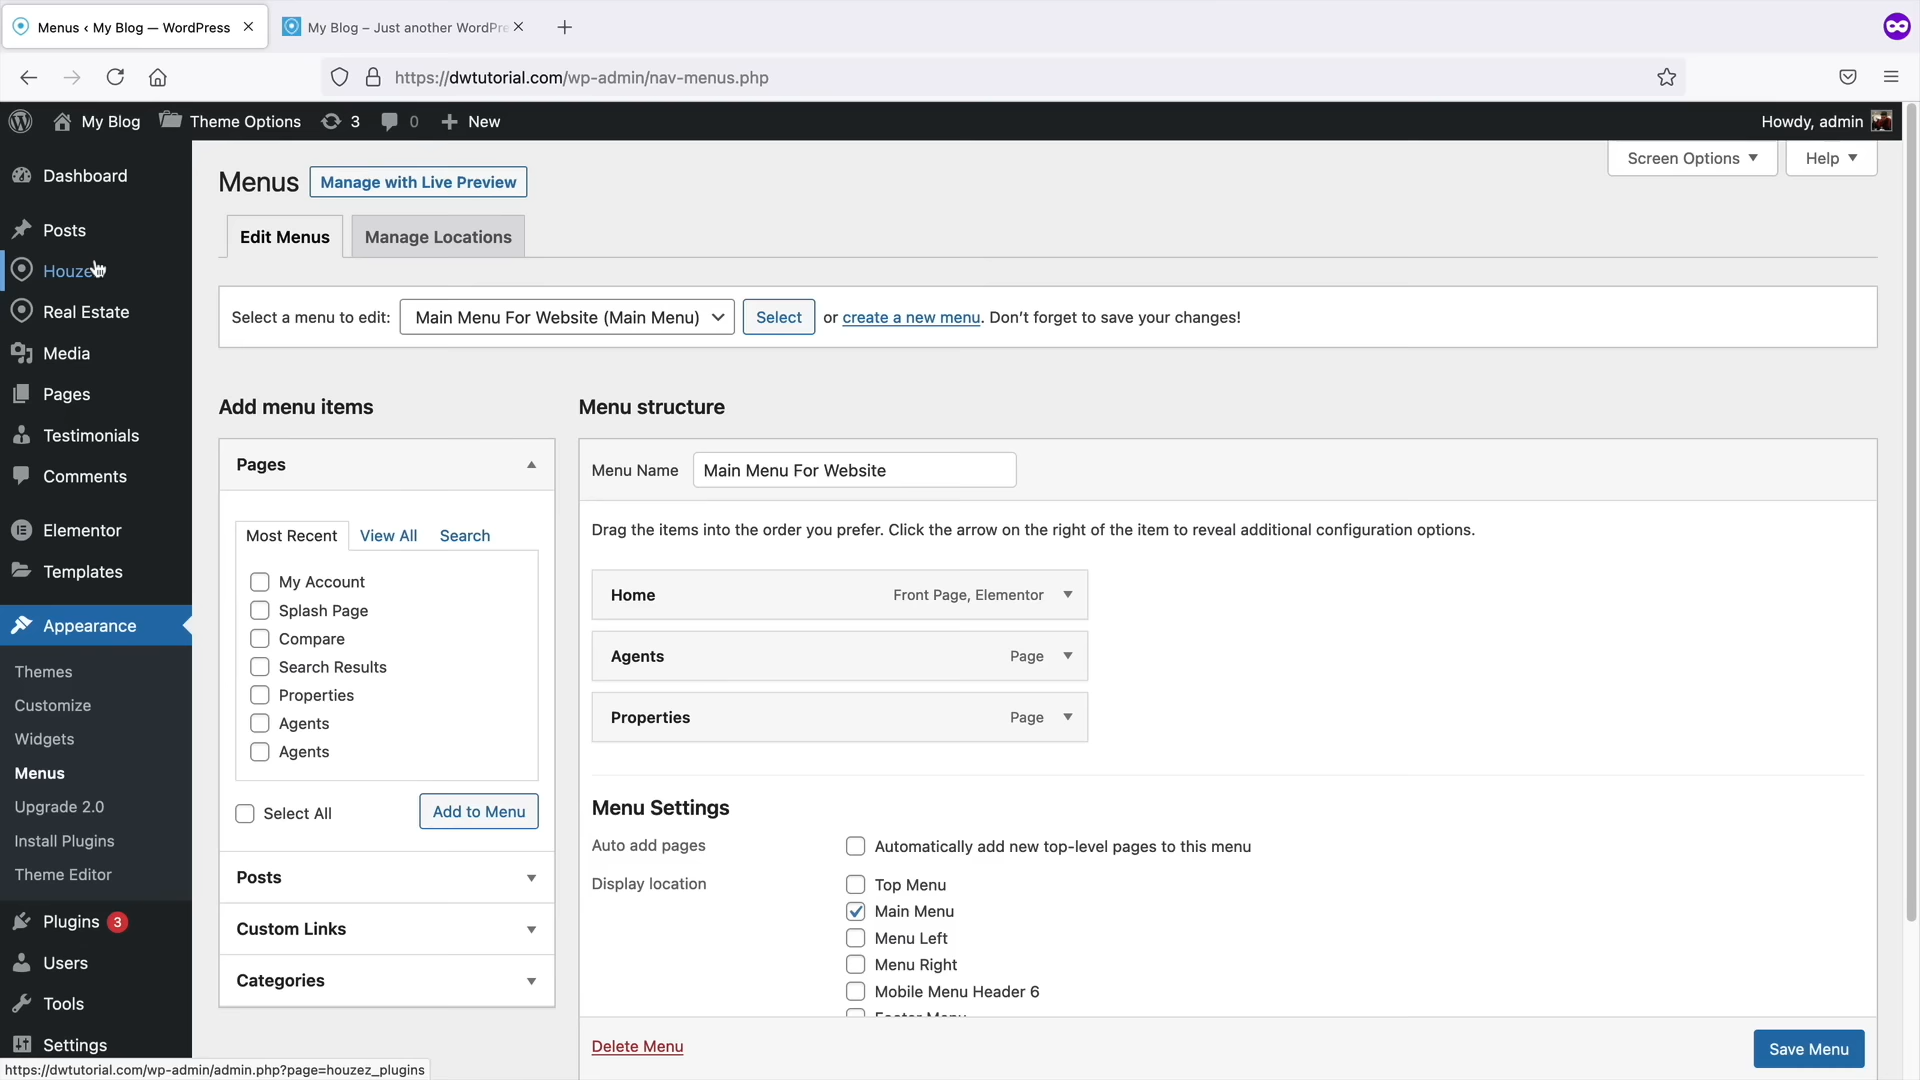 Menus ‹ My Blog — WordPress
My Blog – Just another WordPre
https://dwtutorial.com/wp-admin/nav-menus.php
My Blog
Theme Options
3
0
New
Howdy, admin
Screen Options
Help
Dashboard
Posts
Houze
Real Estate
Media
Pages
Testimonials
Comments
Elementor
Templates
Appearance
Themes
Customize
Widgets
Menus
Upgrade 2.0
Install Plugins
Theme Editor
Plugins 3
Users
Tools
Settings
Menus
Manage with Live Preview
Edit Menus
Manage Locations
Select a menu to edit: Main Menu For Website (Main Menu) Select or create a new menu. Don’t forget to save your changes!
Add menu items
Pages
Most Recent View All Search
My Account
Splash Page
Compare
Search Results
Properties
Agents
Agents
Select All
Add to Menu
Posts
Custom Links
Categories
Menu structure
Menu Name Main Menu For Website
Drag the items into the order you prefer. Click the arrow on the right of the item to reveal additional configuration options.
Home Front Page, Elementor
Agents Page
Properties Page
Menu Settings
Auto add pages
Automatically add new top-level pages to this menu
Display location
Top Menu
Main Menu
Menu Left
Menu Right
Mobile Menu Header 6
Delete Menu
Save Menu
https://dwtutorial.com/wp-admin/admin.php?page=houzez_plugins